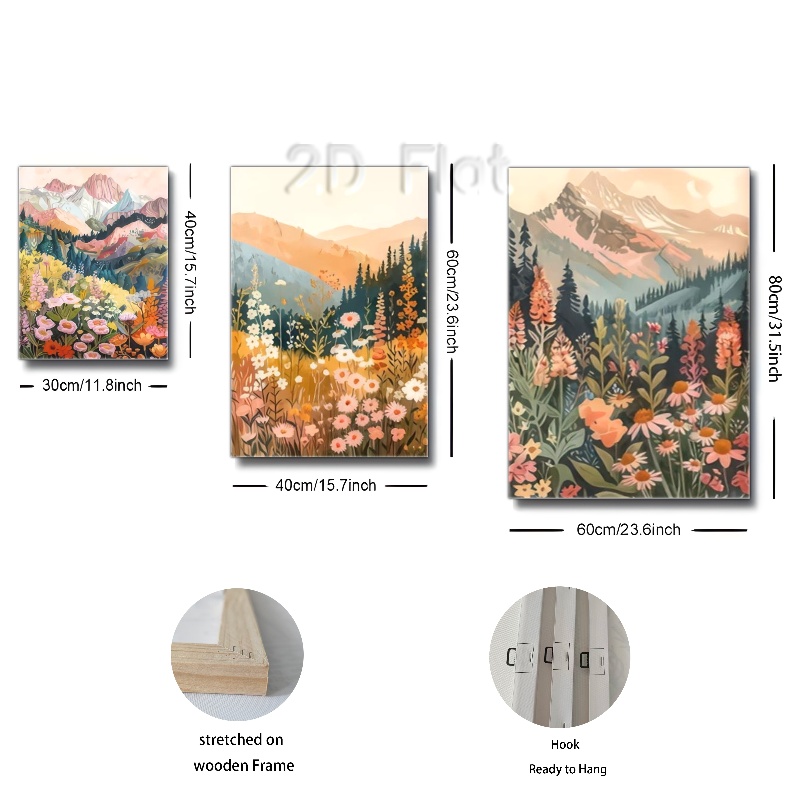 2D Flat
40cm/15.7inch
30cm/11.8inch
60cm/23.6inch
40cm/15.7inch
80cm/31.5inch
60cm/23.6inch
stretched on
wooden Frame
Hook
Ready to Hang